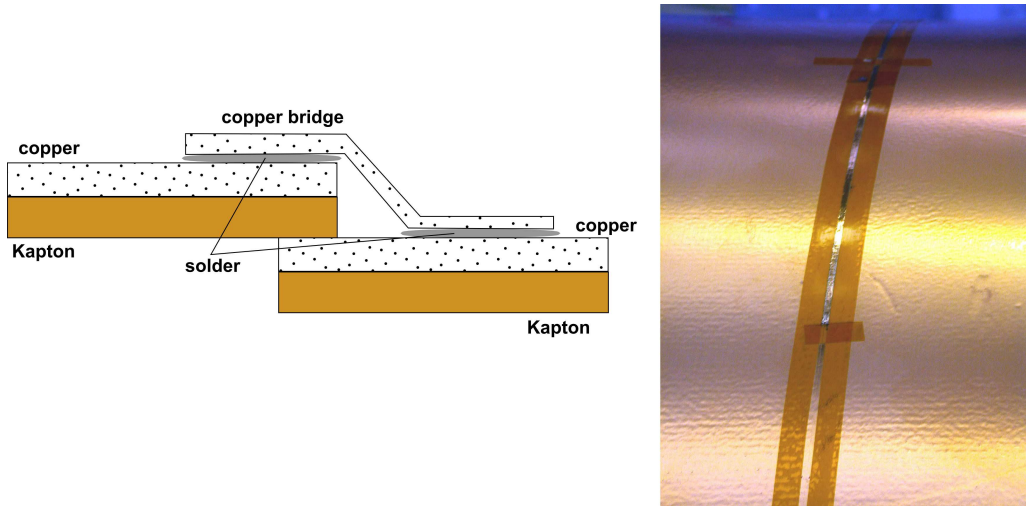 copper bridge
copper
copper
Kapton
solder
Kapton